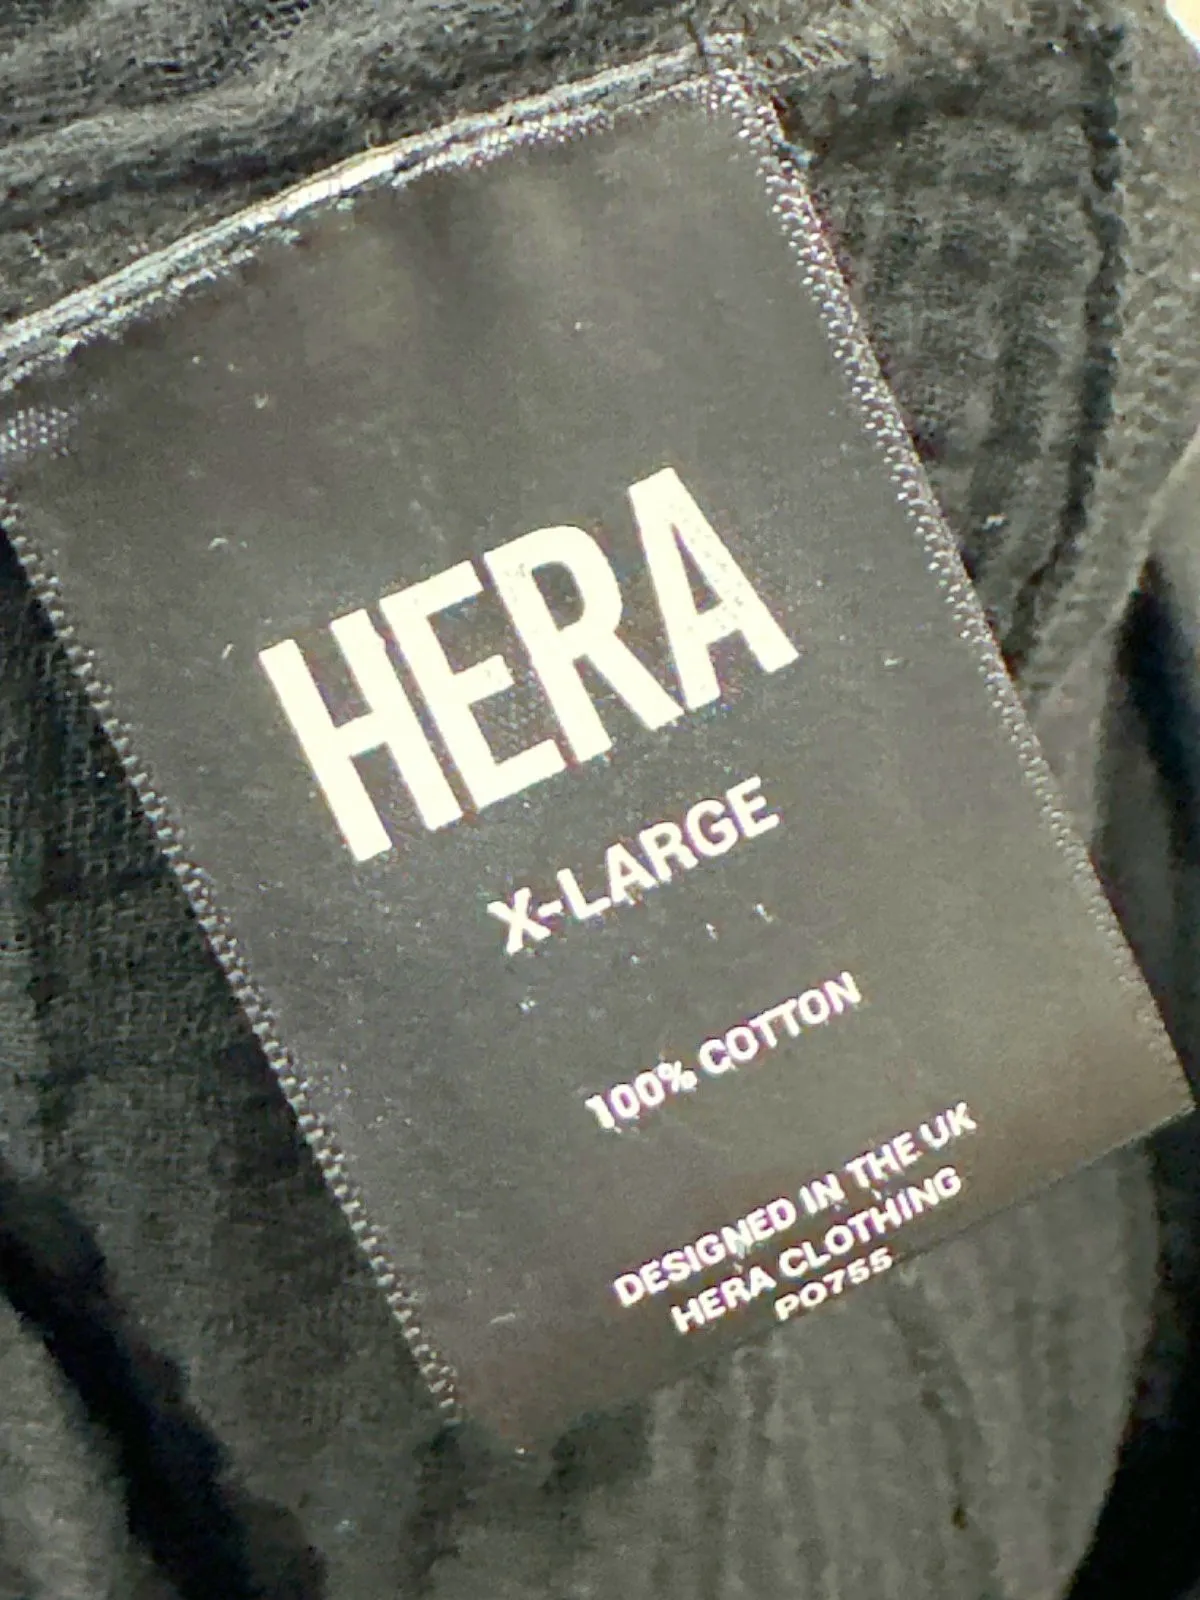 HERA
X-LARGE
100% COTTON
DESIGNED IN THE UK
HERA CLOTHING
PO755